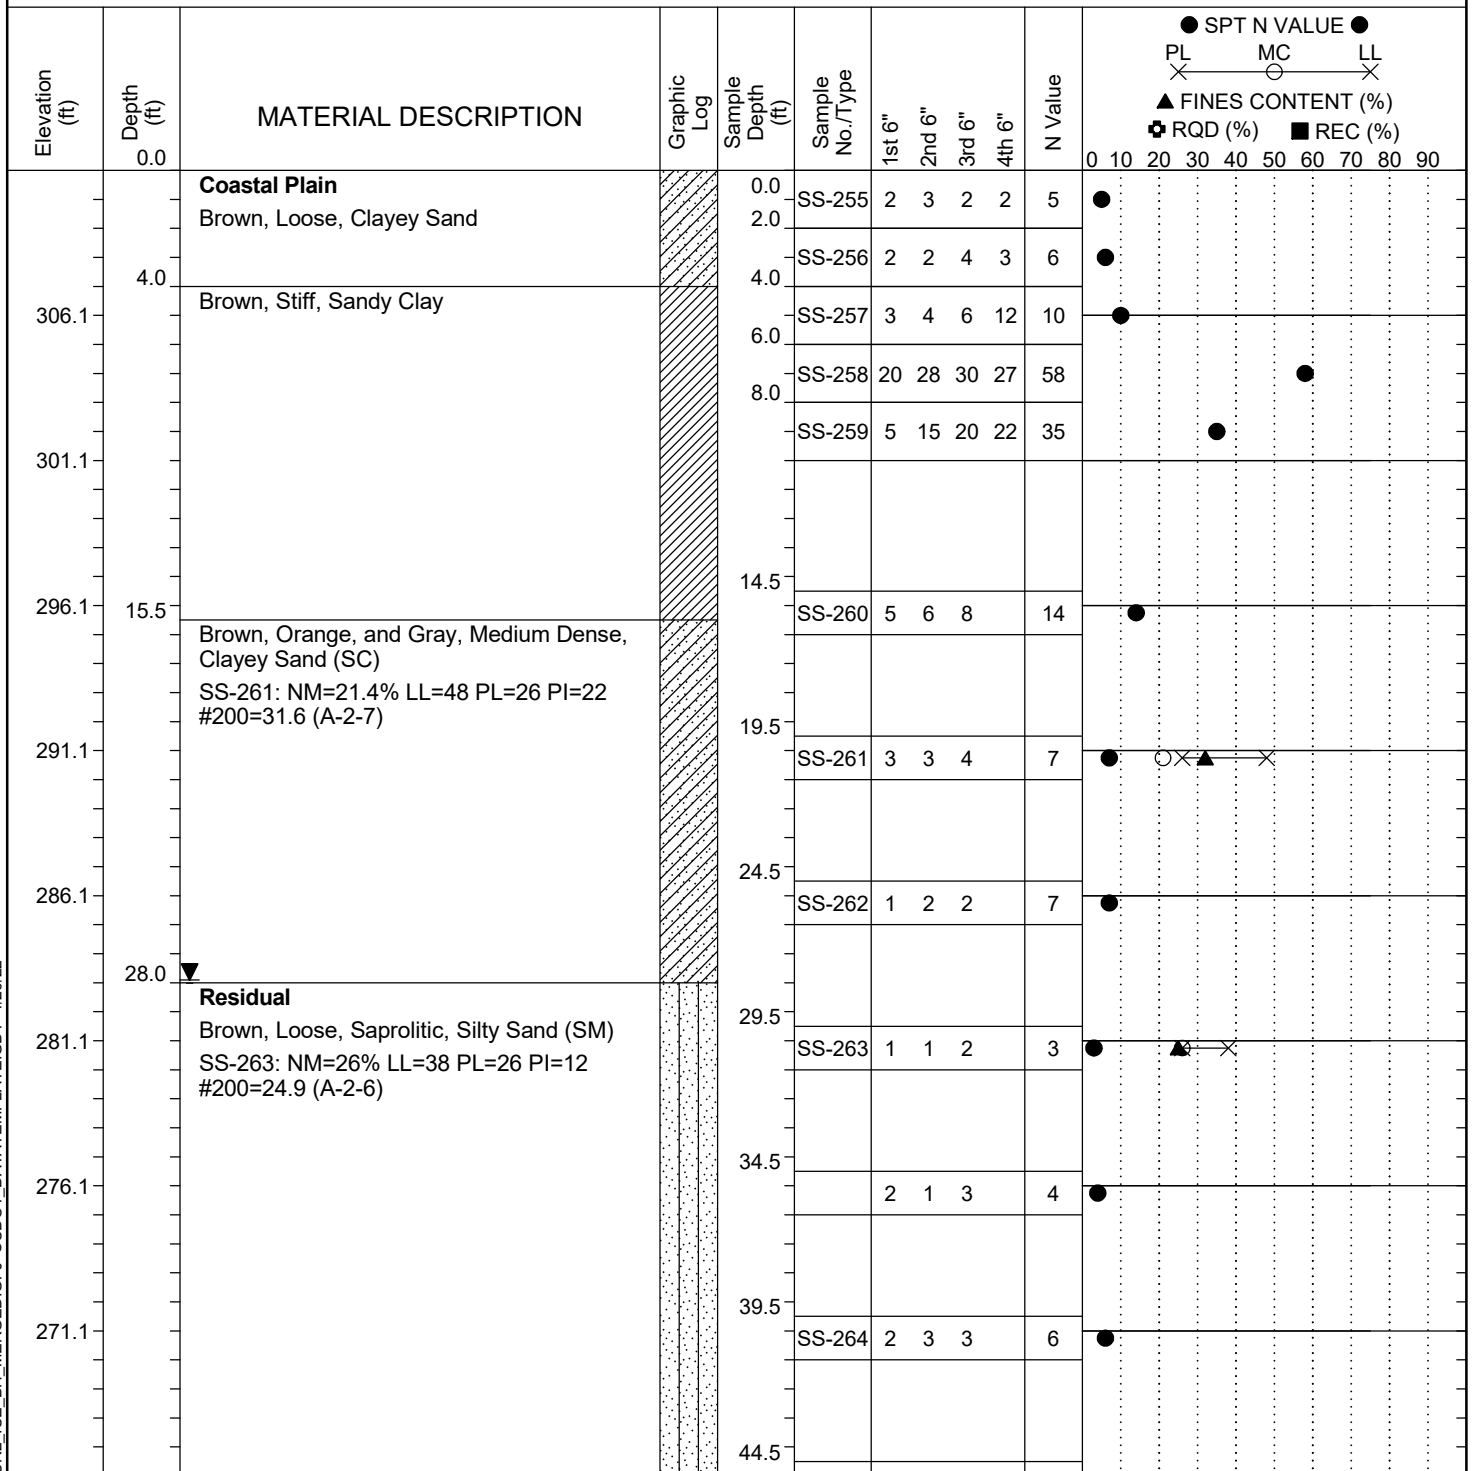 ● SPT N VALUE ●
PL MC LL
▲ FINES CONTENT (%)
RQD (%) ■ REC (%)
Elevation (ft)
Depth (ft)
MATERIAL DESCRIPTION
Graphic Log
Sample Depth (ft)
Sample No./Type
1st 6"
2nd 6"
3rd 6"
4th 6"
N Value
0.0
0 10 20 30 40 50 60 70 80 90
Coastal Plain
0.0
SS-255 2 3 2 2 5
Brown, Loose, Clayey Sand
2.0
SS-256 2 2 4 3 6
4.0
4.0
Brown, Stiff, Sandy Clay
306.1
SS-257 3 4 6 12 10
6.0
SS-258 20 28 30 27 58
8.0
SS-259 5 15 20 22 35
301.1
14.5
296.1
15.5
SS-260 5 6 8 14
Brown, Orange, and Gray, Medium Dense,
Clayey Sand (SC)
SS-261: NM=21.4% LL=48 PL=26 PI=22
#200=31.6 (A-2-7)
19.5
291.1
SS-261 3 3 4 7
24.5
286.1
SS-262 1 2 2 7
28.0
Residual
29.5
Brown, Loose, Saprolitic, Silty Sand (SM)
281.1
SS-263 1 1 2 3
SS-263: NM=26% LL=38 PL=26 PI=12
#200=24.9 (A-2-6)
34.5
276.1
2 1 3 4
39.5
271.1
SS-264 2 3 3 6
44.5